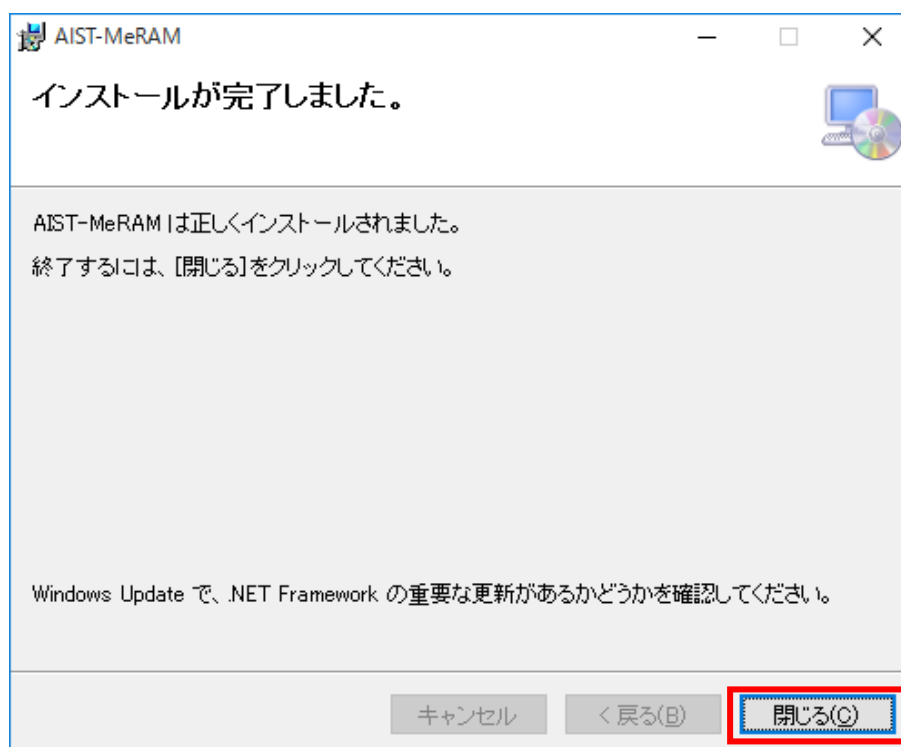 AIST-MeRAM
インストールが完了しました。
AIST-MeRAM は正しくインストールされました。
終了するには、[閉じる]をクリックしてください。
Windows Update で、.NET Framework の重要な更新があるかどうかを確認してください。
キャンセル
< 戻る(B)
閉じる(C)